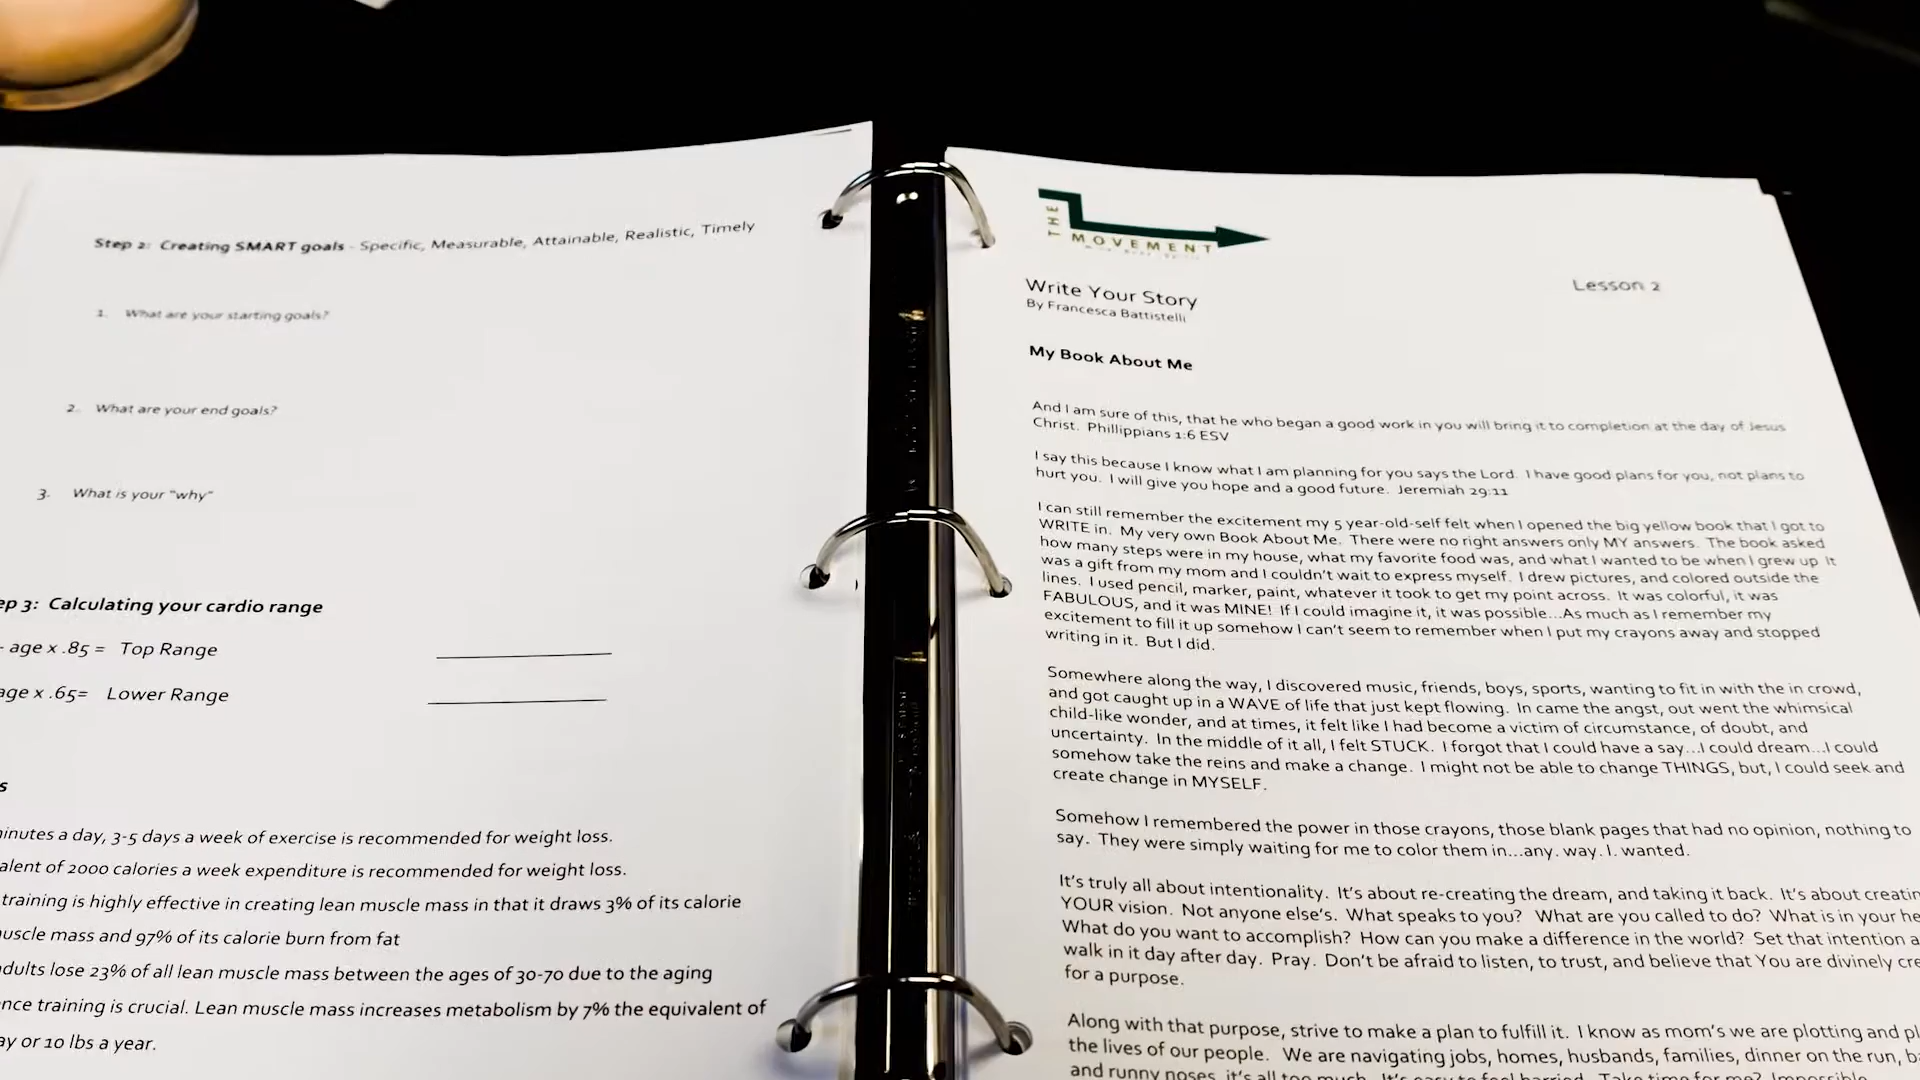 Step 2: Creating SMART goals - Specific, Measurable, Attainable, Realistic, Timely
1. What are your starting goals?
2. What are your end goals?
3. What is your "why"
ep 3: Calculating your cardio range
- age x .85 = Top Range
age x .65= Lower Range
s
inutes a day, 3-5 days a week of exercise is recommended for weight loss.
alent of 2000 calories a week expenditure is recommended for weight loss.
training is highly effective in creating lean muscle mass in that it draws 3% of its calorie
uscle mass and 97% of its calorie burn from fat
dults lose 23% of all lean muscle mass between the ages of 30-70 due to the aging
nce training is crucial. Lean muscle mass increases metabolism by 7% the equivalent of
ay or 10 lbs a year.
THE
MOVEMENT
Lesson 2
Write Your Story
By Francesca Battistelli
My Book About Me
And I am sure of this, that he who began a good work in you will bring it to completion at the day of Jesus
Christ. Phillippians 1:6 ESV
I say this because I know what I am planning for you says the Lord. I have good plans for you, not plans to
hurt you. I will give you hope and a good future. Jeremiah 29:11
I can still remember the excitement my 5 year-old-self felt when I opened the big yellow book that I got to
WRITE in. My very own Book About Me. There were no right answers only MY answers. The book asked
how many steps were in my house, what my favorite food was, and what I wanted to be when I grew up It
was a gift from my mom and I couldn't wait to express myself. I drew pictures, and colored outside the
lines. I used pencil, marker, paint, whatever it took to get my point across. It was colorful, it was
FABULOUS, and it was MINE! If I could imagine it, it was possible...As much as I remember my
excitement to fill it up somehow I can't seem to remember when I put my crayons away and stopped
writing in it. But I did.
Somewhere along the way, I discovered music, friends, boys, sports, wanting to fit in with the in crowd,
and got caught up in a WAVE of life that just kept flowing. In came the angst, out went the whimsical
child-like wonder, and at times, it felt like I had become a victim of circumstance, of doubt, and
uncertainty. In the middle of it all, I felt STUCK. I forgot that I could have a say...I could dream...I could
somehow take the reins and make a change. I might not be able to change THINGS, but, I could seek and
create change in MYSELF.
Somehow I remembered the power in those crayons, those blank pages that had no opinion, nothing to
say. They were simply waiting for me to color them in...any. way. I. wanted.
It's truly all about intentionality. It's about re-creating the dream, and taking it back. It's about creatin
YOUR vision. Not anyone else's. What speaks to you? What are you called to do? What is in your he
What do you want to accomplish? How can you make a difference in the world? Set that intention a
walk in it day after day. Pray. Don't be afraid to listen, to trust, and believe that You are divinely cre
for a purpose.
Along with that purpose, strive to make a plan to fulfill it. I know as mom's we are plotting and pl
the lives of our people. We are navigating jobs, homes, husbands, families, dinner on the run, b
and runny noses, it's all too much. It's easy to feel harried. Take time for me? Impossible